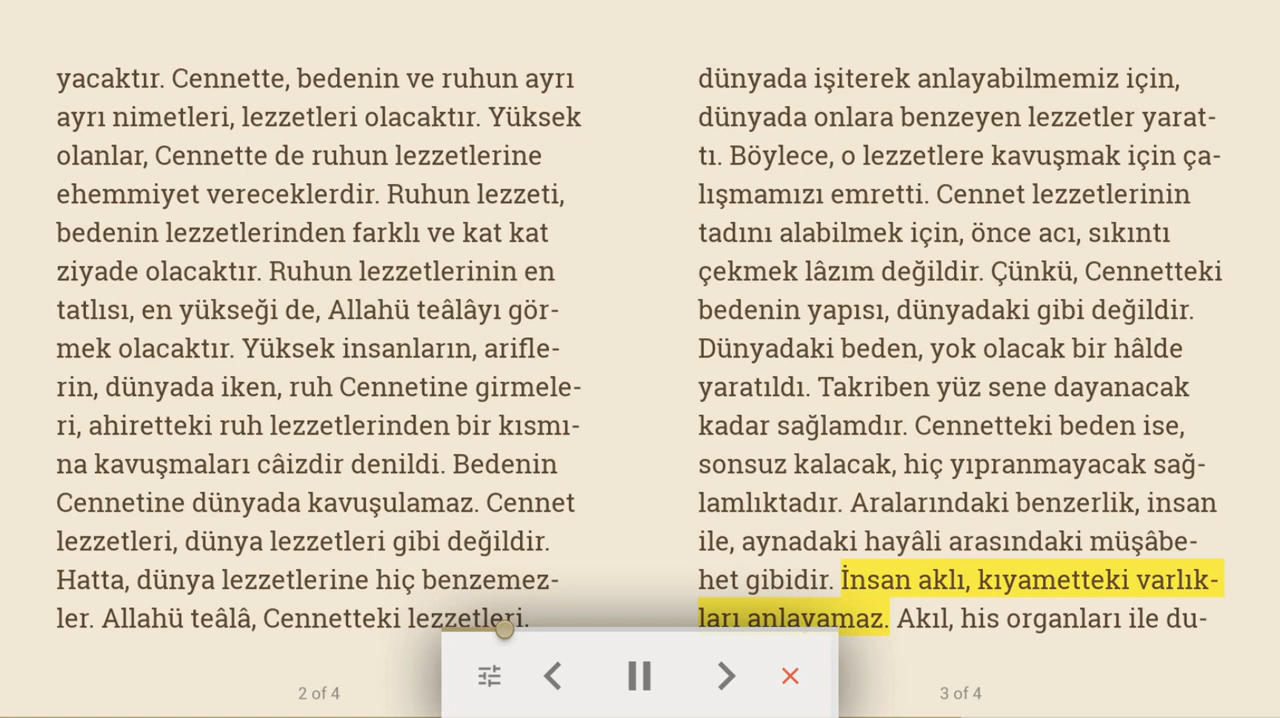 yacaktır. Cennette, bedenin ve ruhun ayrı
ayrı nimetleri, lezzetleri olacaktır. Yüksek
olanlar, Cennette de ruhun lezzetlerine
ehemmiyet vereceklerdir. Ruhun lezzeti,
bedenin lezzetlerinden farklı ve kat kat
ziyade olacaktır. Ruhun lezzetlerinin en
tatlısı, en yükseği de, Allahü teâlâyı gör-
mek olacaktır. Yüksek insanların, arifle-
rin, dünyada iken, ruh Cennetine girmele-
ri, ahiretteki ruh lezzetlerinden bir kısmı-
na kavuşmaları câizdir denildi. Bedenin
Cennetine dünyada kavuşulamaz. Cennet
lezzetleri, dünya lezzetleri gibi değildir.
Hatta, dünya lezzetlerine hiç benzemez-
ler. Allahü teâlâ, Cennetteki lezzetleri,
2 of 4
dünyada işiterek anlayabilmemiz için,
dünyada onlara benzeyen lezzetler yarat-
tı. Böylece, o lezzetlere kavuşmak için ça-
lışmamızı emretti. Cennet lezzetlerinin
tadını alabilmek için, önce acı, sıkıntı
çekmek lâzım değildir. Çünkü, Cennetteki
bedenin yapısı, dünyadaki gibi değildir.
Dünyadaki beden, yok olacak bir hâlde
yaratıldı. Takriben yüz sene dayanacak
kadar sağlamdır. Cennetteki beden ise,
sonsuz kalacak, hiç yıpranmayacak sağ-
lamlıktadır. Aralarındaki benzerlik, insan
ile, aynadaki hayâli arasındaki müşâbe-
het gibidir. İnsan aklı, kıyametteki varlık-
ları anlayamaz. Akıl, his organları ile du-
3 of 4